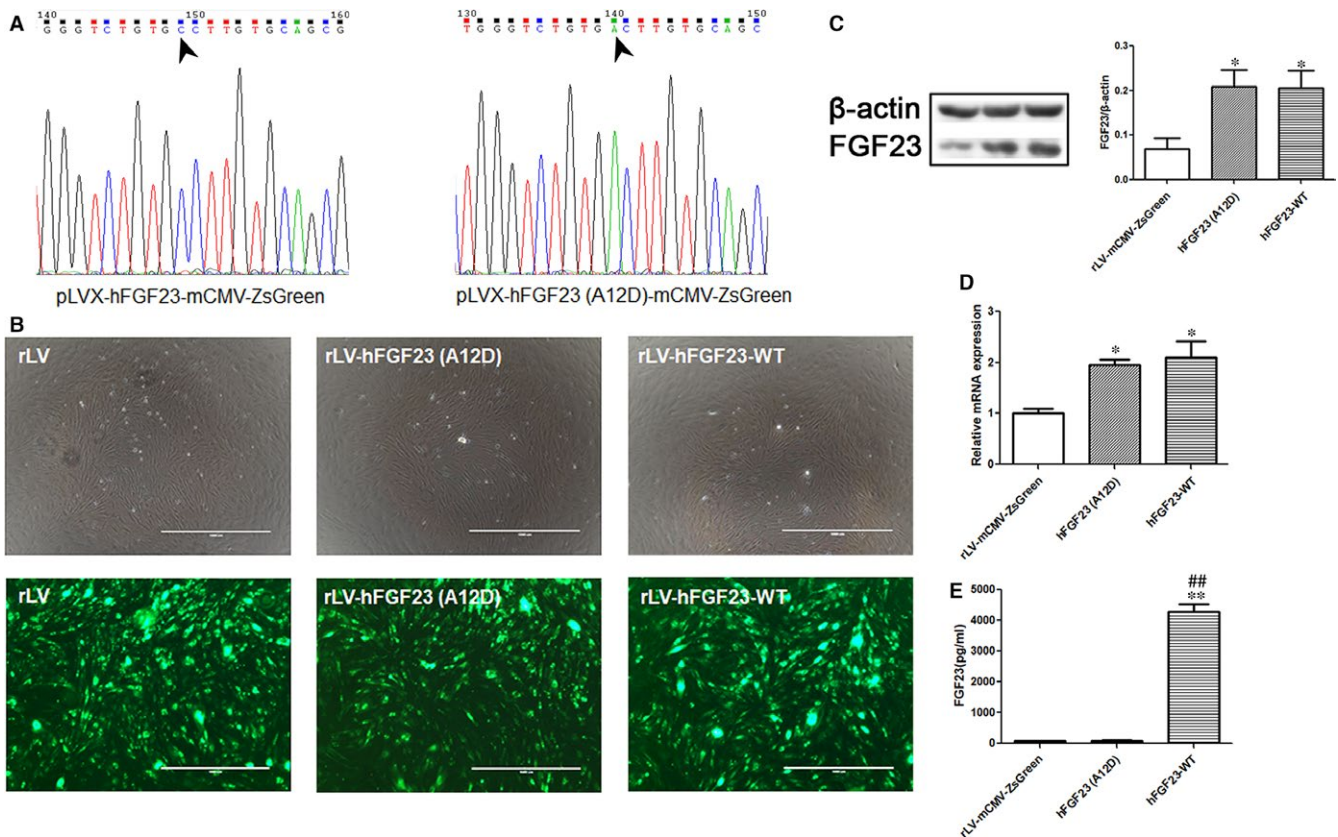 A
140 150 160
G G G T C T G T G C C T T G T G C A G C G
pLVX-hFGF23-mCMV-ZsGreen
130 140 150
T G G G T C T G T G A C T T G T G C A G C
pLVX-hFGF23 (A12D)-mCMV-ZsGreen
B
rLV
rLV-hFGF23 (A12D)
rLV-hFGF23-WT
rLV
rLV-hFGF23 (A12D)
rLV-hFGF23-WT
C
β-actin
FGF23
FGF23/β-actin
0.3
0.2
0.1
0.0
*
*
rLV-mCMV-ZsGreen
hFGF23 (A12D)
hFGF23-WT
D
Relative mRNA expression
3
2
1
0
*
*
rLV-mCMV-ZsGreen
hFGF23 (A12D)
hFGF23-WT
E
FGF23(pg/ml)
5000
4000
3000
2000
1000
0
##
**
rLV-mCMV-ZsGreen
hFGF23 (A12D)
hFGF23-WT